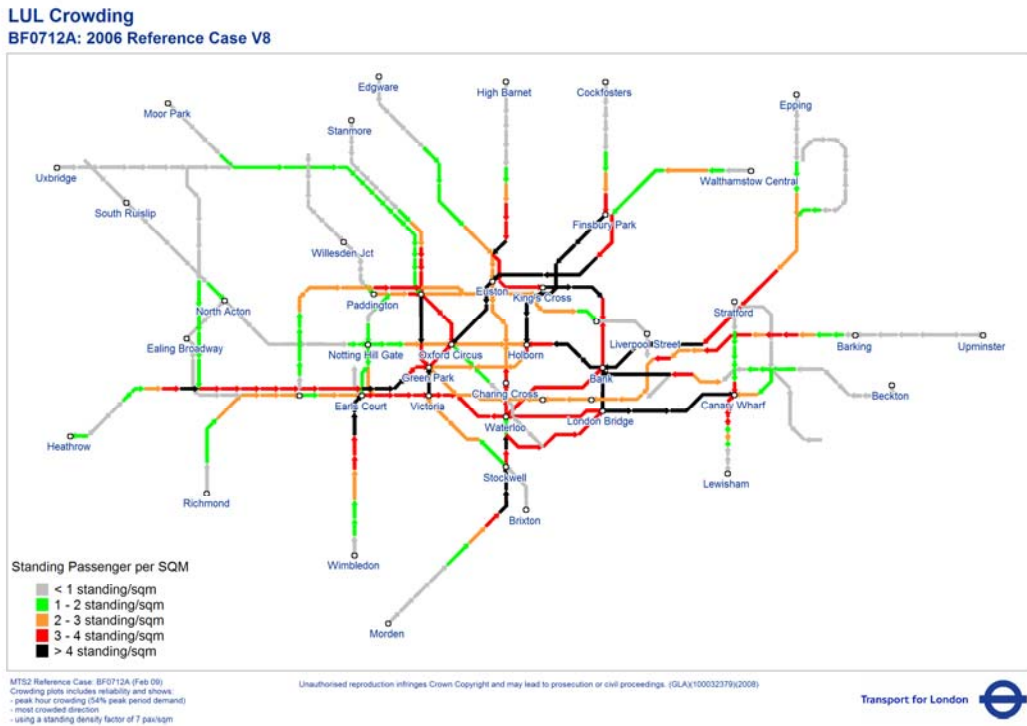 LUL Crowding
BF0712A: 2006 Reference Case V8
Edgware
High Barnet
Cockfosters
Epping
Moor Park
Stanmore
Uxbridge
Walthamstow Central
South Ruislip
Finsbury Park
Willesden Jct
Euston
King's Cross
Paddington
North Acton
Stratford
Ealing Broadway
Notting Hill Gate
Oxford Circus
Holborn
Liverpool Street
Barking
Upminster
Green Park
Bank
Charing Cross
Beckton
Earls Court
Victoria
Canary Wharf
Waterloo
London Bridge
Heathrow
Stockwell
Lewisham
Richmond
Brixton
Wimbledon
Morden
Standing Passenger per SQM
< 1 standing/sqm
1 - 2 standing/sqm
2 - 3 standing/sqm
3 - 4 standing/sqm
> 4 standing/sqm
MTS2 Reference Case: BF0712A (Feb 09)
Crowding plots includes reliability and shows:
- peak hour crowding (54% peak period demand)
- most crowded direction
- using a standing density factor of 7 pax/sqm
Unauthorised reproduction infringes Crown Copyright and may lead to prosecution or civil proceedings. (GLA)(100032379)(2008)
Transport for London